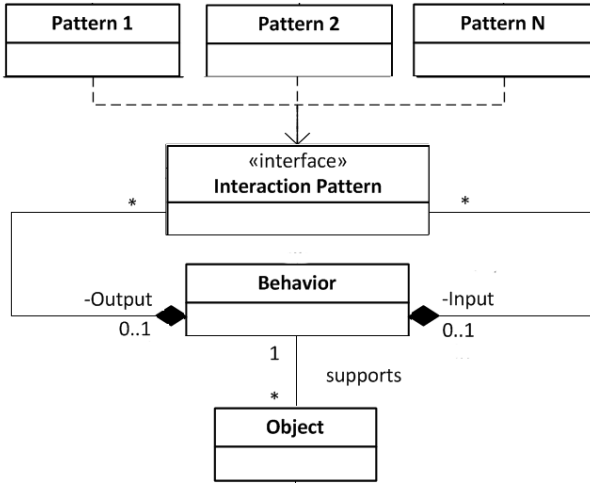 Pattern 1
Pattern 2
Pattern N
«interface»
Interaction Pattern
*
*
Behavior
-Output
0..1
-Input
0..1
1
supports
*
Object